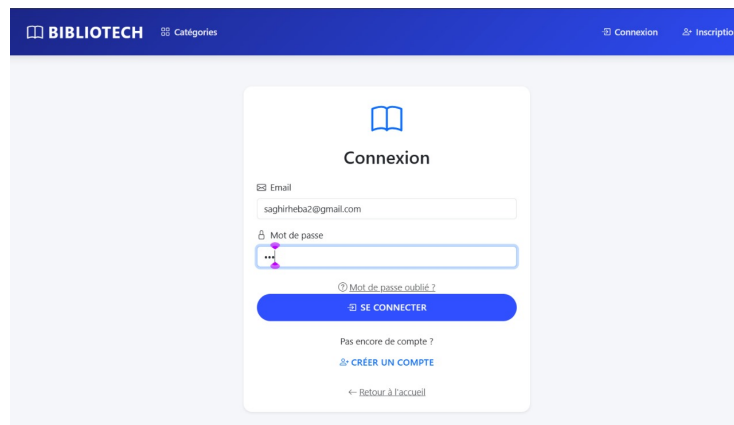 BIBLIOTECH Catégories Connexion Inscriptio
Connexion
Email
saghirheba2@gmail.com
Mot de passe
•••
Mot de passe oublié ?
SE CONNECTER
Pas encore de compte ?
CRÉER UN COMPTE
← Retour à l'accueil